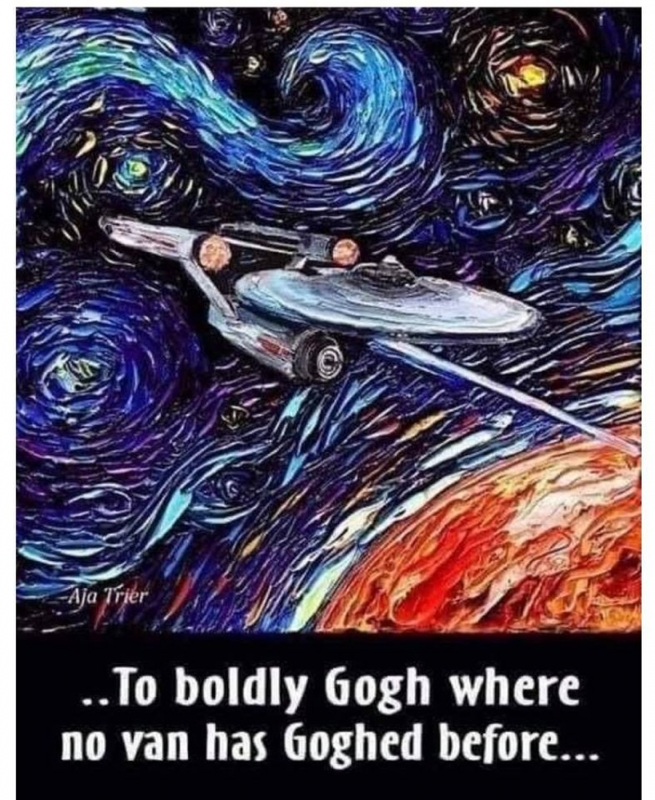 Aja Trier
..To boldly Gogh where
no van has Goghed before...